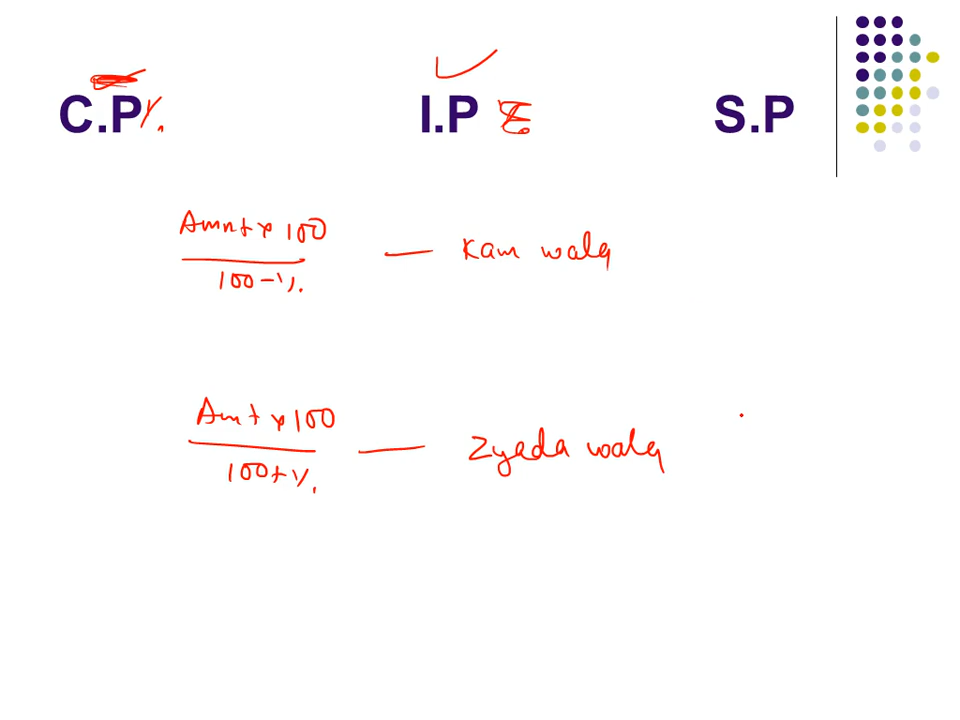 C.P%. I.P S.P
Amnt x 100
100-%. — Kam wala
Amt x 100
100+%. — Zyada wala